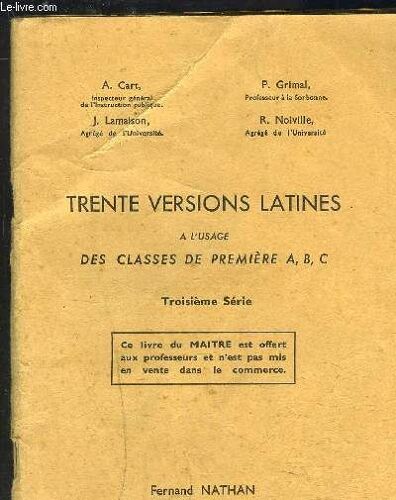 LE-LIVRE
A. Cart,
Inspecteur général
de l'Instruction publique.
P. Grimal,
Professeur à la Sorbonne.
J. Lamaison,
Agrégé de l'Université.
R. Noiville,
Agrégé de l'Université
TRENTE VERSIONS LATINES
A L'USAGE
DES CLASSES DE PREMIÈRE A, B, C
Troisième Série
Ce livre du MAITRE est offert
aux professeurs et n'est pas mis
en vente dans le commerce.
Fernand NATHAN